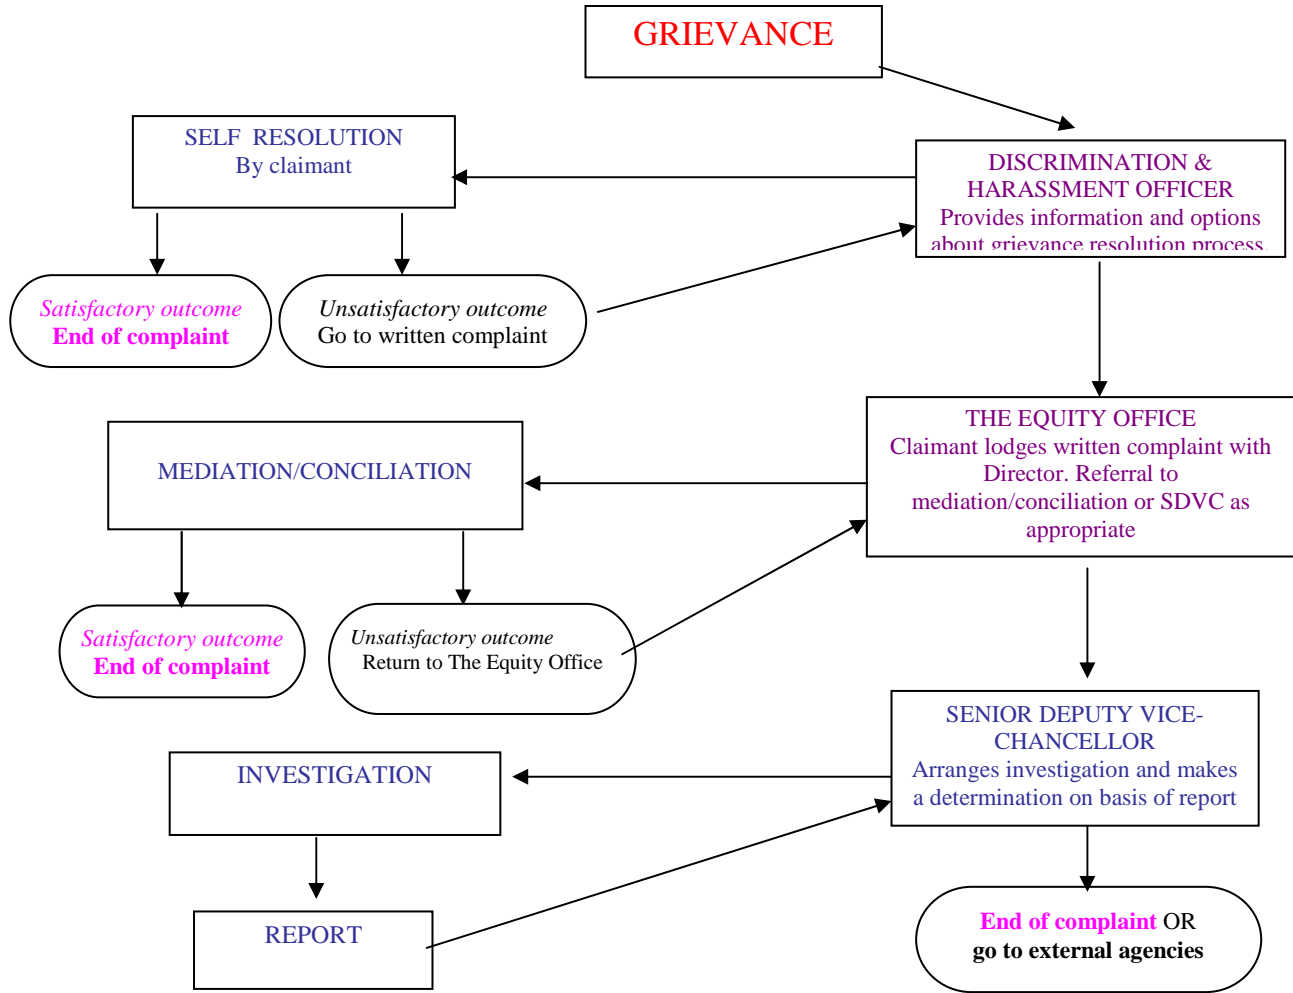 GRIEVANCE
SELF RESOLUTION
By claimant
DISCRIMINATION &
HARASSMENT OFFICER
Provides information and options
about grievance resolution process.
Satisfactory outcome
End of complaint
Unsatisfactory outcome
Go to written complaint
THE EQUITY OFFICE
Claimant lodges written complaint with
Director. Referral to
mediation/conciliation or SDVC as
appropriate
MEDIATION/CONCILIATION
Satisfactory outcome
End of complaint
Unsatisfactory outcome
Return to The Equity Office
SENIOR DEPUTY VICE-
CHANCELLOR
Arranges investigation and makes
a determination on basis of report
INVESTIGATION
REPORT
End of complaint OR
go to external agencies